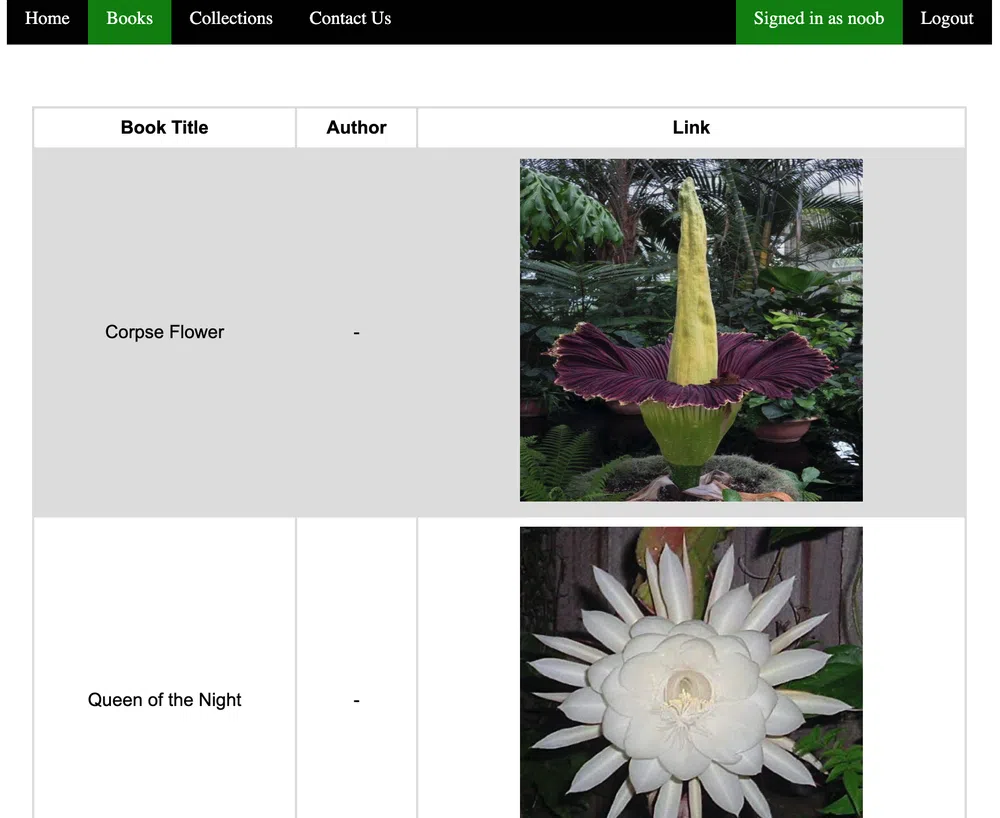 Home Books Collections Contact Us Signed in as noob Logout
Book Title Author Link
Corpse Flower -
Queen of the Night -